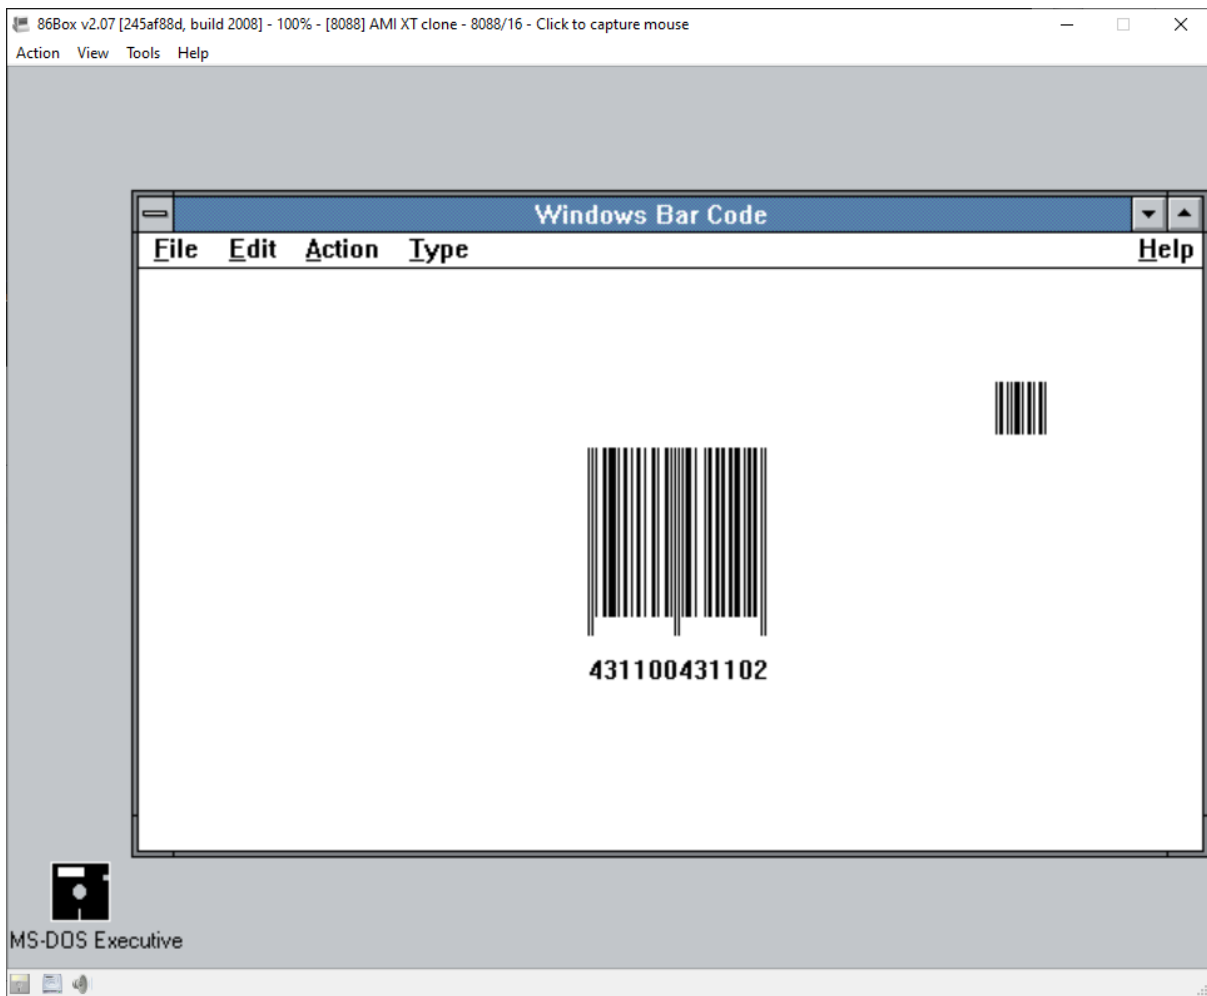 86Box v2.07 [245af88d, build 2008] - 100% - [8088] AMI XT clone - 8088/16 - Click to capture mouse
Action View Tools Help
Windows Bar Code
File Edit Action Type Help
431100431102
MS-DOS Executive